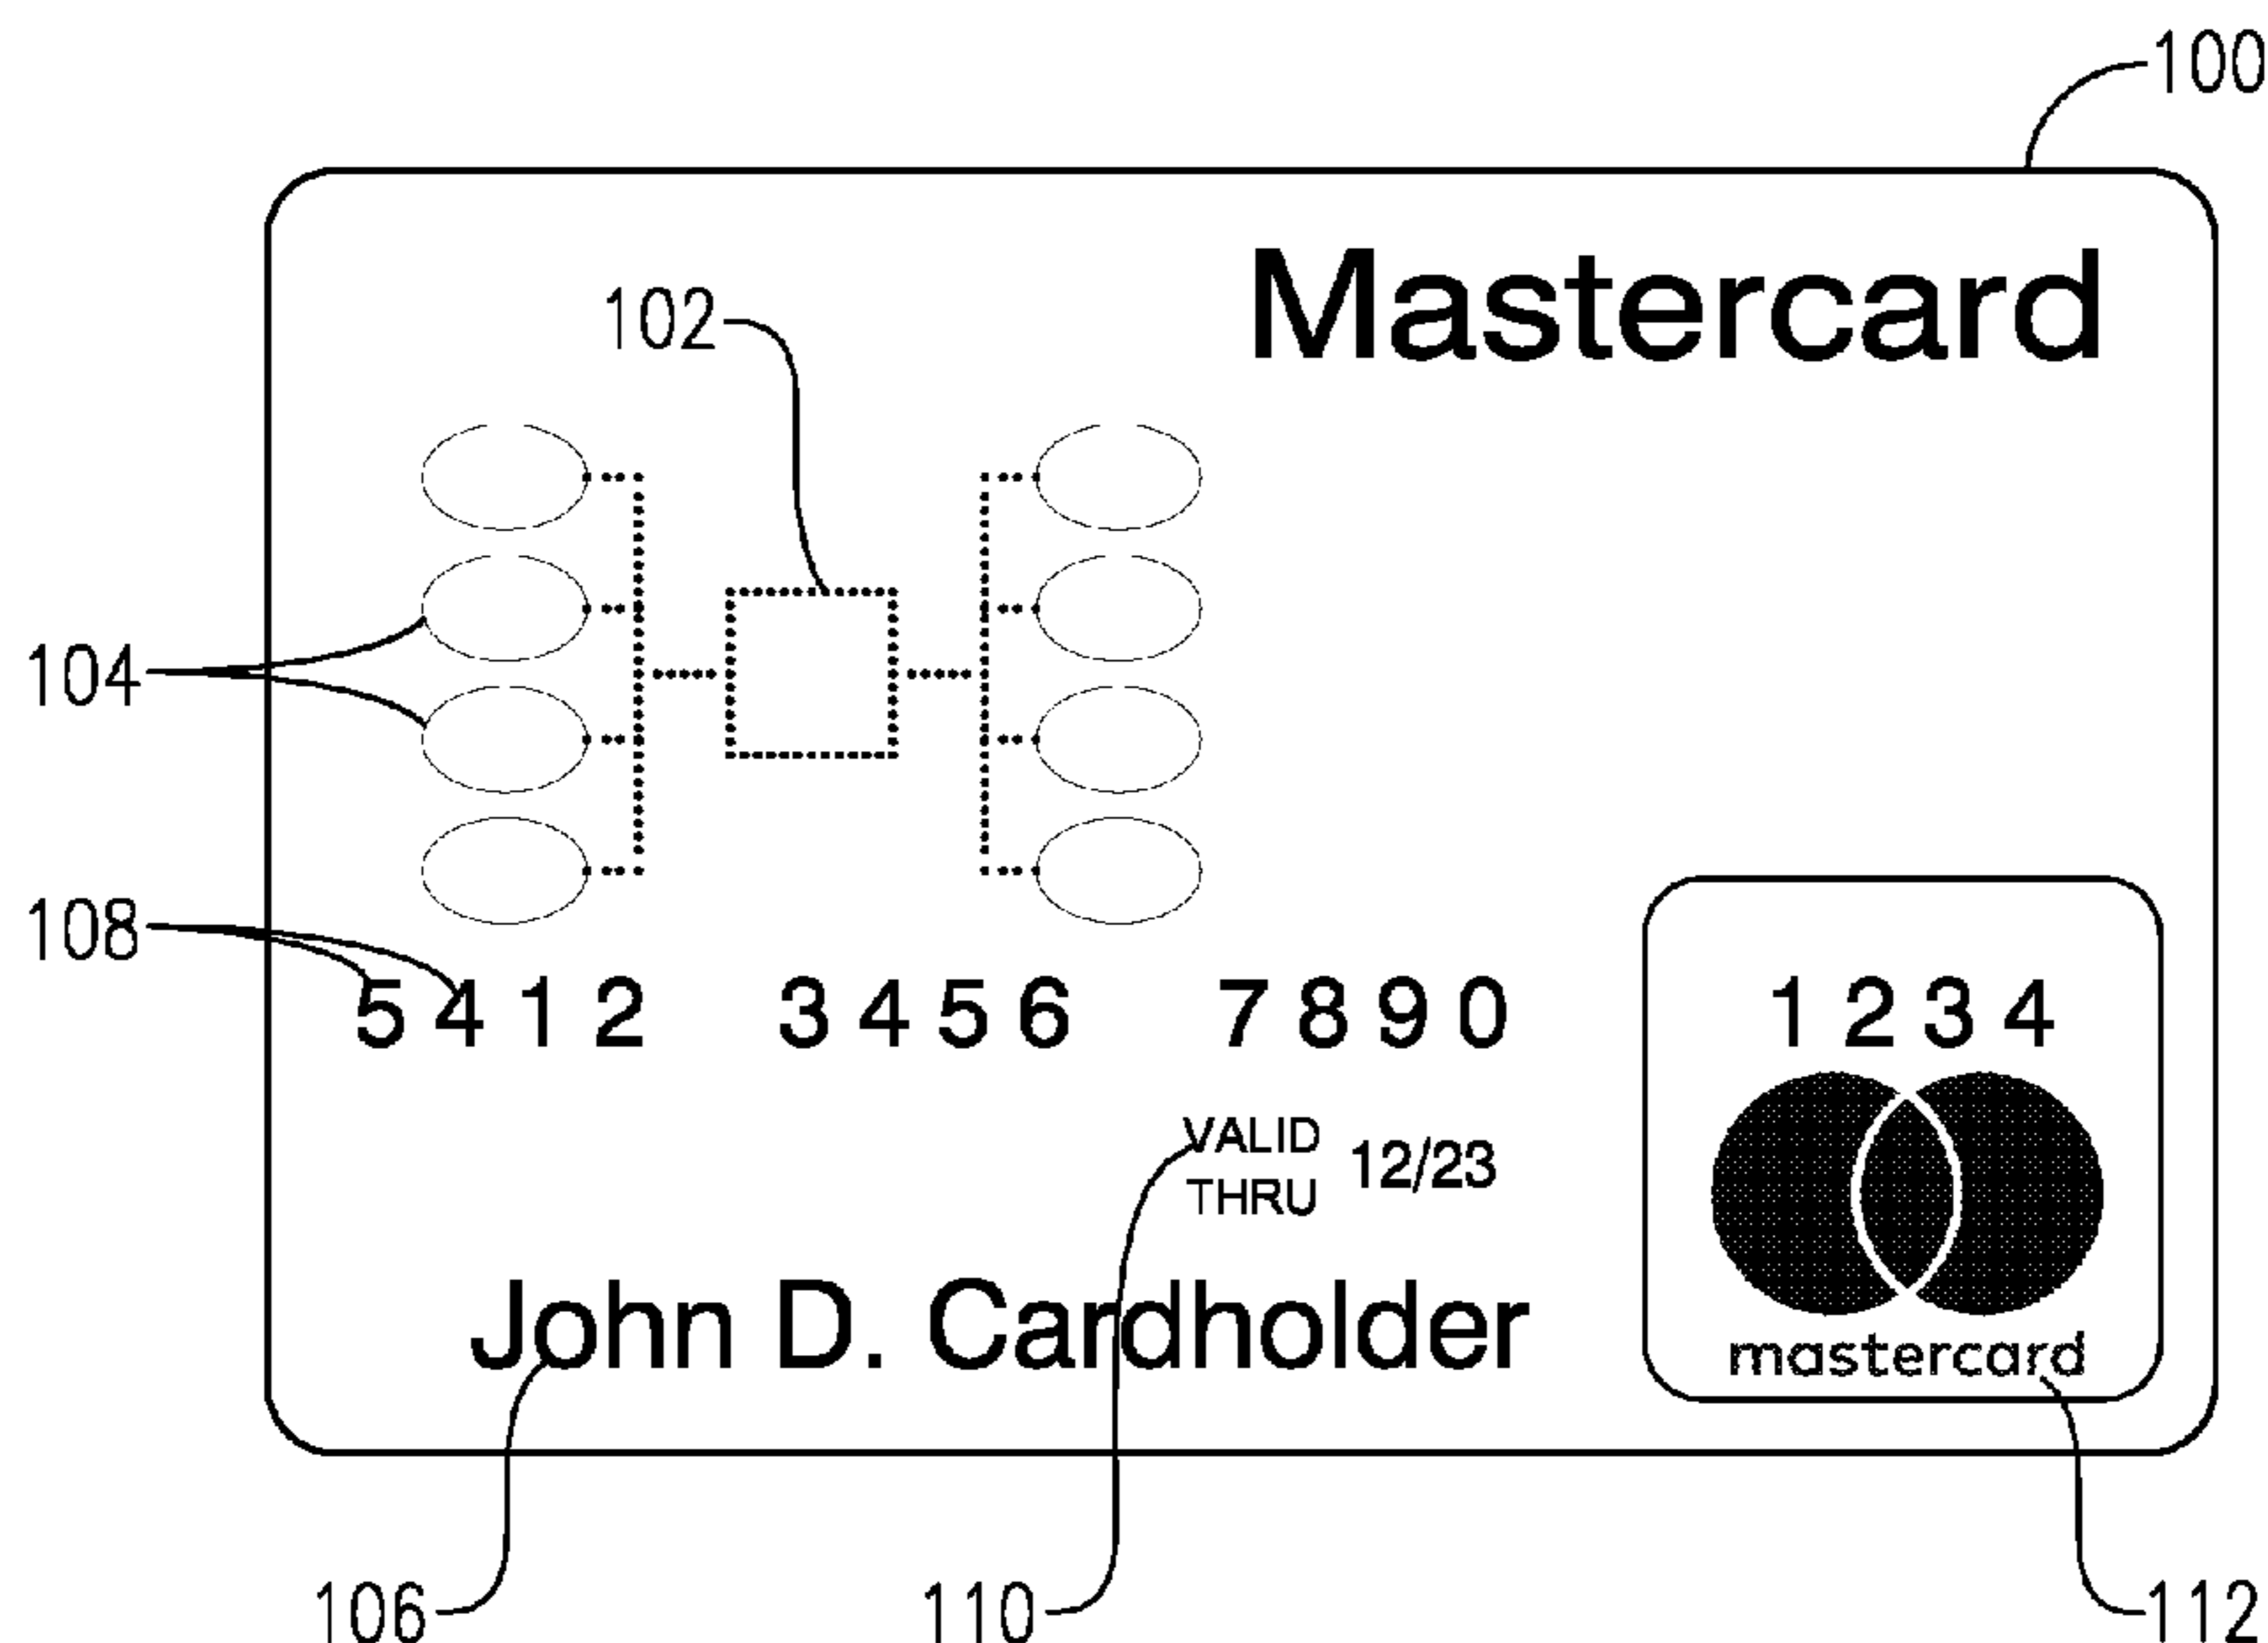 100
Mastercard
102
104
108
5412 3456 7890 1234
VALID
THRU 12/23
John D. Cardholder
mastercard
106
110
112